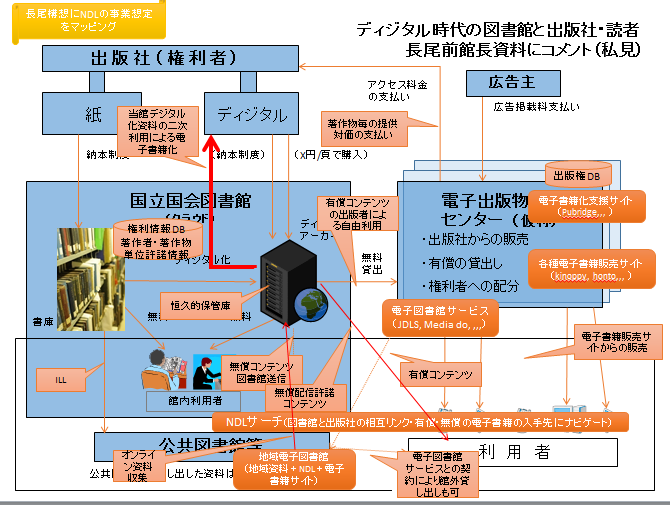 長尾構想にNDLの事業想定
をマッピング
ディジタル時代の図書館と出版社・読者
長尾前館長資料にコメント(私見)
出版社(権利者)
紙
ディジタル
アクセス料金
の支払い
広告主
広告掲載料支払い
当館デジタル
化資料の二次
利用による電
子書籍化
著作物毎の提供
対価の支払い
納本制度
(納本制度)
(x円/頁で購入)
出版権DB
国立国会図書館
(クラウド)
権利情報DB
著作者・著作物
単位許諾情報
有償コンテンツ
の出版者によ
る自由利用
電子出版物
センター(仮称)
電子書籍化支援サイト
(Pubridge,,,)
・出版社からの販売
・有償の貸出し
・権利者への配分
各種電子書籍販売サイト
(kinoppy, honto,,,)
無料
貸出
恒久的保管庫
書庫
電子図書館サービス
(JDLS, Media do, ,,,)
電子書籍販売サ
イトからの販売
ILL
館内利用者
無償コンテンツ
図書館送信
無償配信許諾
コンテンツ
有償コンテンツ
NDLサーチ(図書館と出版社の相互リンク・有償・無償の電子書籍の入手先にナビゲート)
公共図書館等
利用者
オンライ
ン資料
収集
し出した資料は
地域電子図書館
(地域資料+NDL+電子
書籍サイト)
電子図書館
サービスとの契
約により館外貸
し出しも可